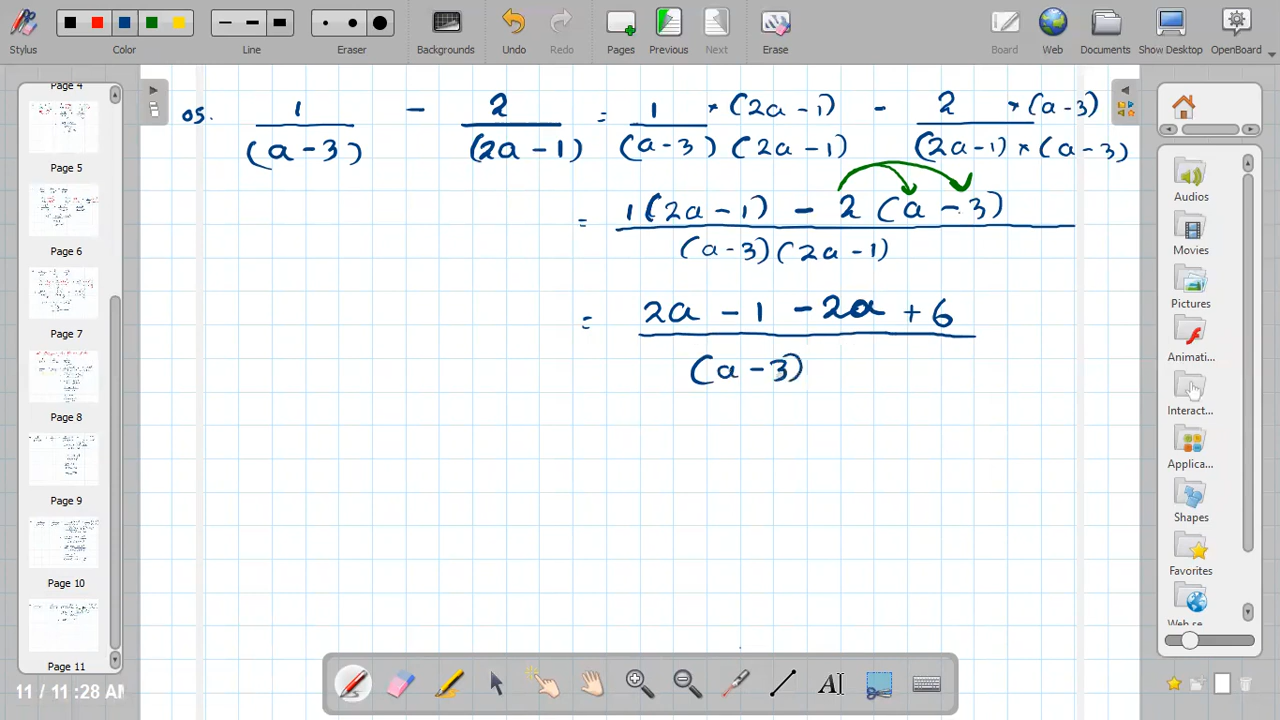 Stylus Color Line Eraser Backgrounds Undo Redo Pages Previous Next Erase Board Web Documents Show Desktop OpenBoard
Page 4
Page 5
Page 6
Page 7
Page 8
Page 9
Page 10
Page 11
11 / 11 :28 AM
05. 1/(a-3) - 2/(2a-1) = 1 * (2a-1)/(a-3)(2a-1) - 2 * (a-3)/(2a-1)*(a-3)
= 1(2a-1) - 2(a-3)
(a-3)(2a-1)
= 2a - 1 - 2a + 6
(a-3)
Audios
Movies
Pictures
Animati...
Interact...
Applica...
Shapes
Favorites
Web se...